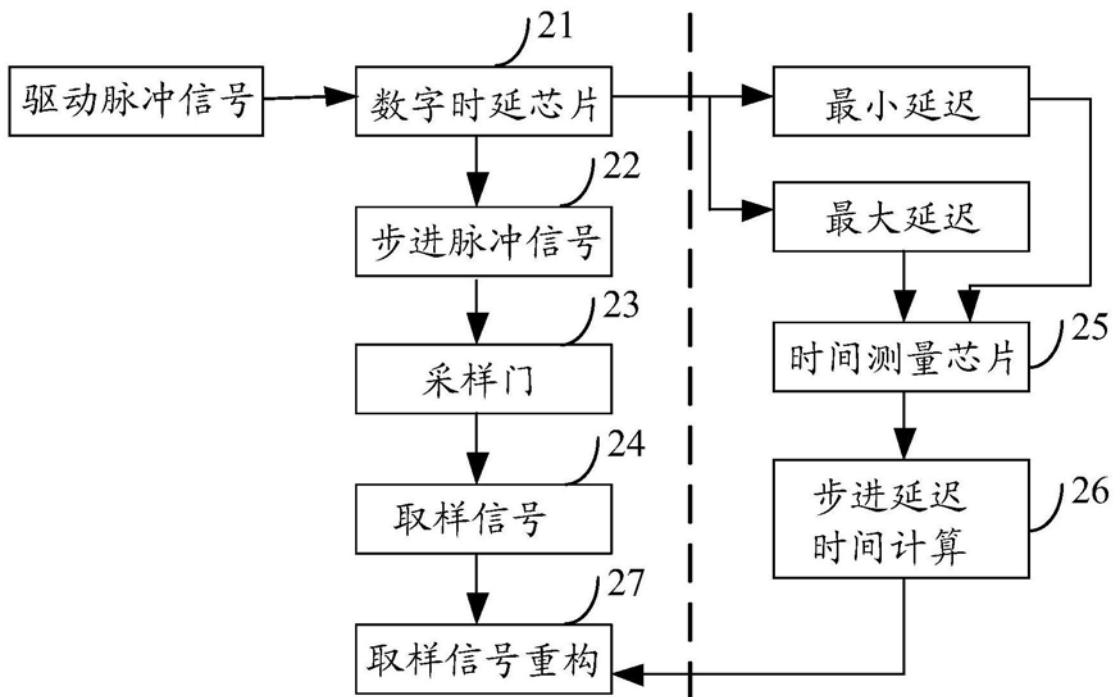 21
驱动脉冲信号
数字时延芯片
最小延迟
22
最大延迟
步进脉冲信号
23
25
时间测量芯片
采样门
24
26
步进延迟
时间计算
取样信号
27
取样信号重构